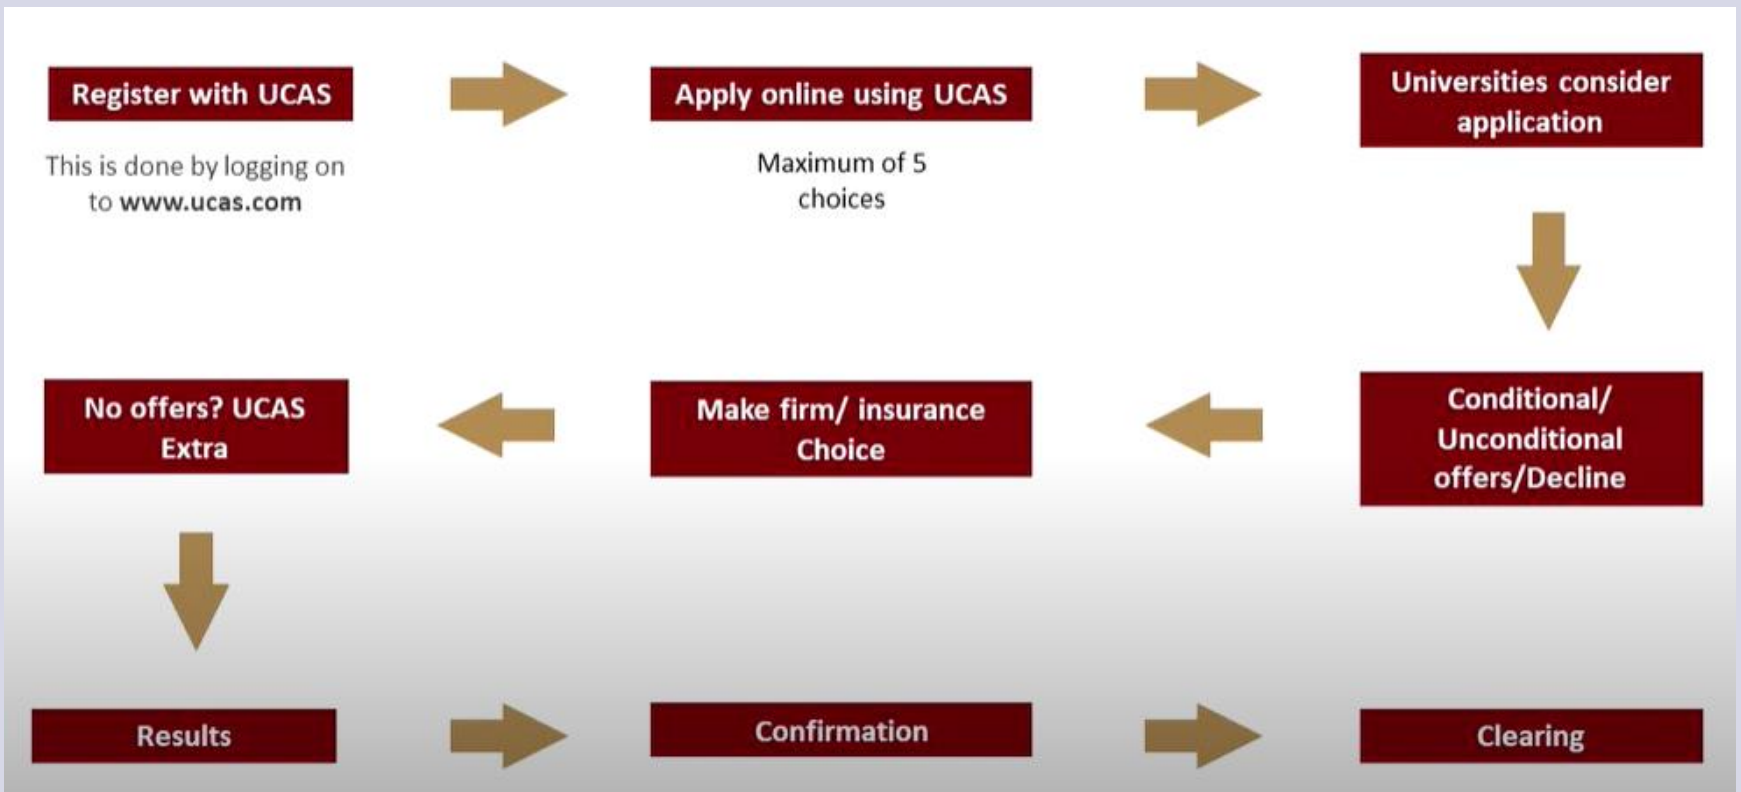 Register with UCAS
This is done by logging on
to www.ucas.com
Apply online using UCAS
Maximum of 5
choices
Universities consider
application
Conditional/
Unconditional
offers/Decline
Make firm/ insurance
Choice
No offers? UCAS
Extra
Results
Confirmation
Clearing